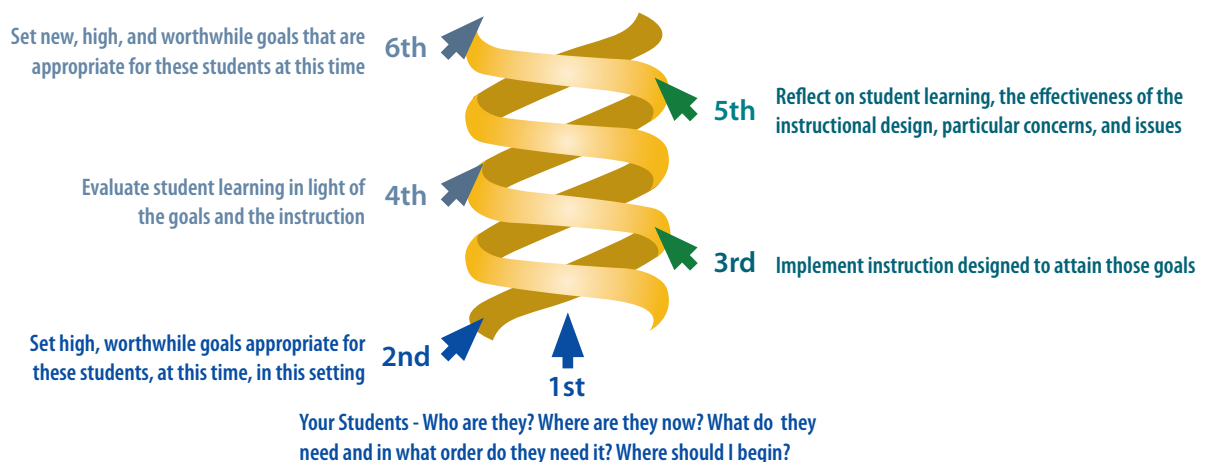 Set new, high, and worthwhile goals that are
appropriate for these students at this time
6th
5th
Reflect on student learning, the effectiveness of the
instructional design, particular concerns, and issues
Evaluate student learning in light of
the goals and the instruction
4th
3rd
Implement instruction designed to attain those goals
Set high, worthwhile goals appropriate for
these students, at this time, in this setting
2nd
1st
Your Students - Who are they? Where are they now? What do they
need and in what order do they need it? Where should I begin?